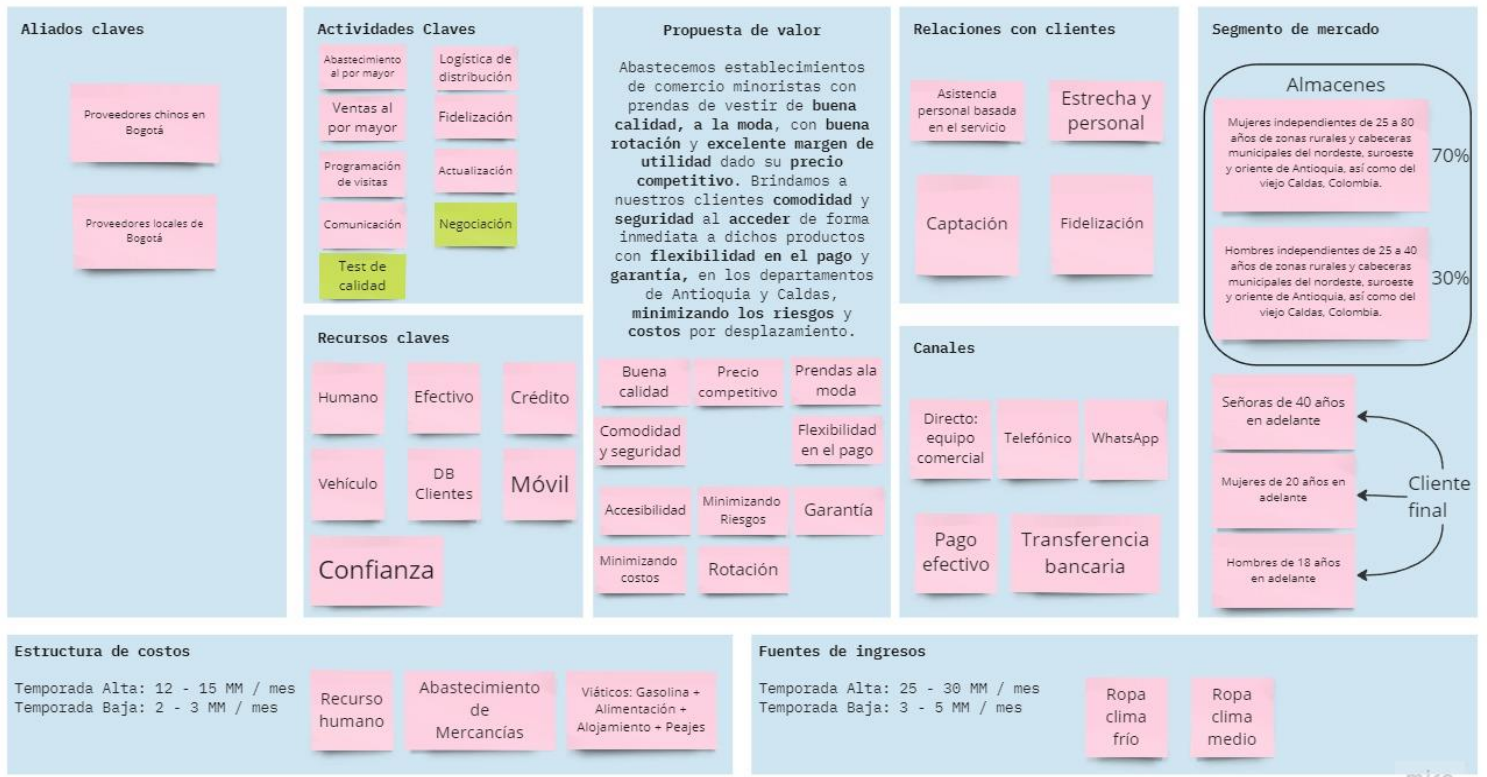 Aliados claves
Proveedores chinos en
Bogotá
Proveedores locales de
Bogotá
Actividades Claves
Abastecimiento
al por mayor
Logística de
distribución
Ventas al
por mayor
Fidelización
Programación
de visitas
Actualización
Comunicación
Negociación
Test de
calidad
Recursos claves
Humano
Efectivo
Crédito
Vehículo
DB
Clientes
Móvil
Confianza
Propuesta de valor
Abastecemos establecimientos
de comercio minoristas con
prendas de vestir de buena
calidad, a la moda, con buena
rotación y excelente margen de
utilidad dado su precio
competitivo. Brindamos a
nuestros clientes comodidad y
seguridad al acceder de forma
inmediata a dichos productos
con flexibilidad en el pago y
garantía, en los departamentos
de Antioquia y Caldas,
minimizando los riesgos y
costos por desplazamiento.
Buena
calidad
Precio
competitivo
Prendas ala
moda
Comodidad
y seguridad
Flexibilidad
en el pago
Accesibilidad
Minimizando
Riesgos
Garantía
Minimizando
costos
Rotación
Relaciones con clientes
Asistencia
personal basada
en el servicio
Estrecha y
personal
Captación
Fidelización
Canales
Directo:
equipo
comercial
Telefónico
WhatsApp
Pago
efectivo
Transferencia
bancaria
Segmento de mercado
Almacenes
Mujeres independientes de 25 a 80
años de zonas rurales y cabeceras
municipales del nordeste, suroeste
y oriente de Antioquia, así como del
viejo Caldas, Colombia.
70%
Hombres independientes de 25 a 40
años de zonas rurales y cabeceras
municipales del nordeste, suroeste
y oriente de Antioquia, así como del
viejo Caldas, Colombia.
30%
Señoras de 40 años
en adelante
Mujeres de 20 años en
adelante
Hombres de 18 años
en adelante
Cliente
final
Estructura de costos
Temporada Alta: 12 - 15 MM / mes
Temporada Baja: 2 - 3 MM / mes
Recurso
humano
Abastecimiento
de
Mercancías
Viáticos: Gasolina +
Alimentación +
Alojamiento + Peajes
Fuentes de ingresos
Temporada Alta: 25 - 30 MM / mes
Temporada Baja: 3 - 5 MM / mes
Ropa
clima
frío
Ropa
clima
medio
miro